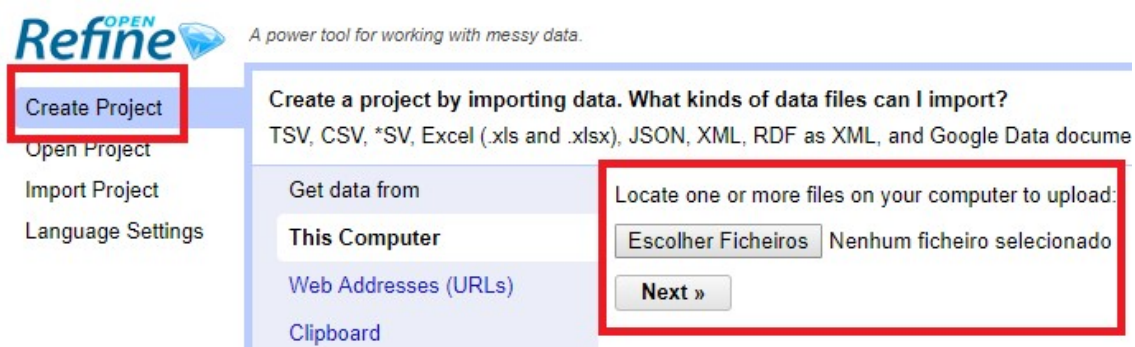 OPEN
Refine
A power tool for working with messy data.
Create Project
Open Project
Import Project
Language Settings
Create a project by importing data. What kinds of data files can I import?
TSV, CSV, *SV, Excel (.xls and .xlsx), JSON, XML, RDF as XML, and Google Data docume
Get data from
This Computer
Web Addresses (URLs)
Clipboard
Locate one or more files on your computer to upload:
Escolher Ficheiros Nenhum ficheiro selecionado
Next »